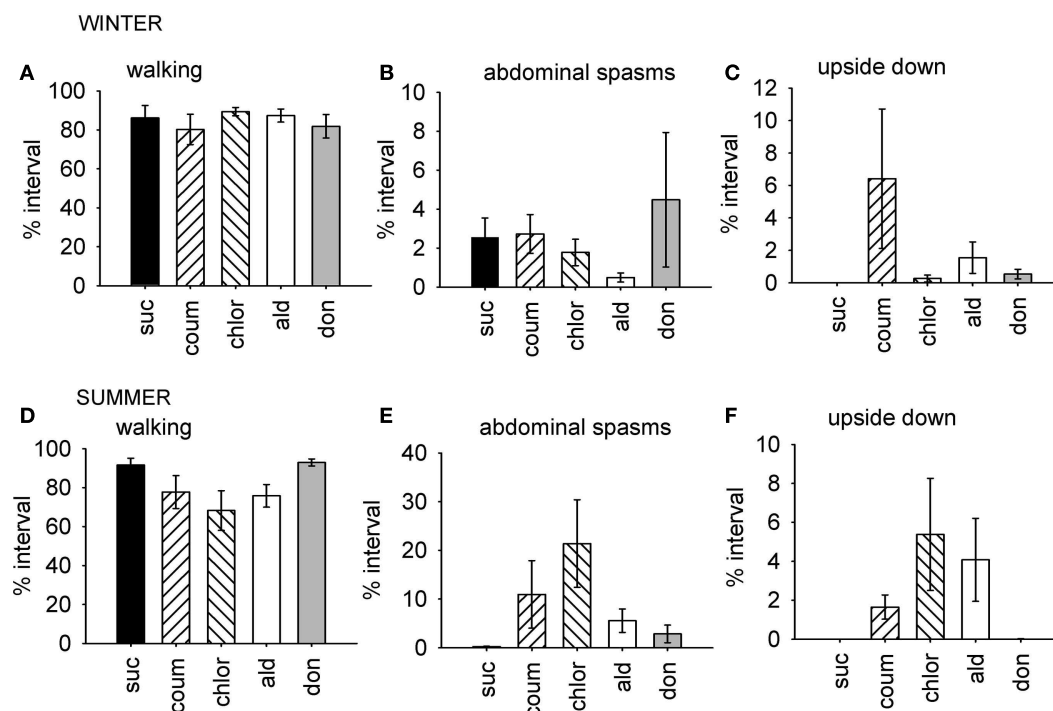 WINTER
A walking
B abdominal spasms
C upside down
% interval
100
80
60
40
20
0
suc coum chlor ald don
% interval
10
8
6
4
2
0
suc coum chlor ald don
% interval
12
10
8
6
4
2
0
suc coum chlor ald don
SUMMER
D walking
E abdominal spasms
F upside down
% interval
100
80
60
40
20
0
suc coum chlor ald don
% interval
40
30
20
10
0
suc coum chlor ald don
% interval
10
8
6
4
2
0
suc coum chlor ald don